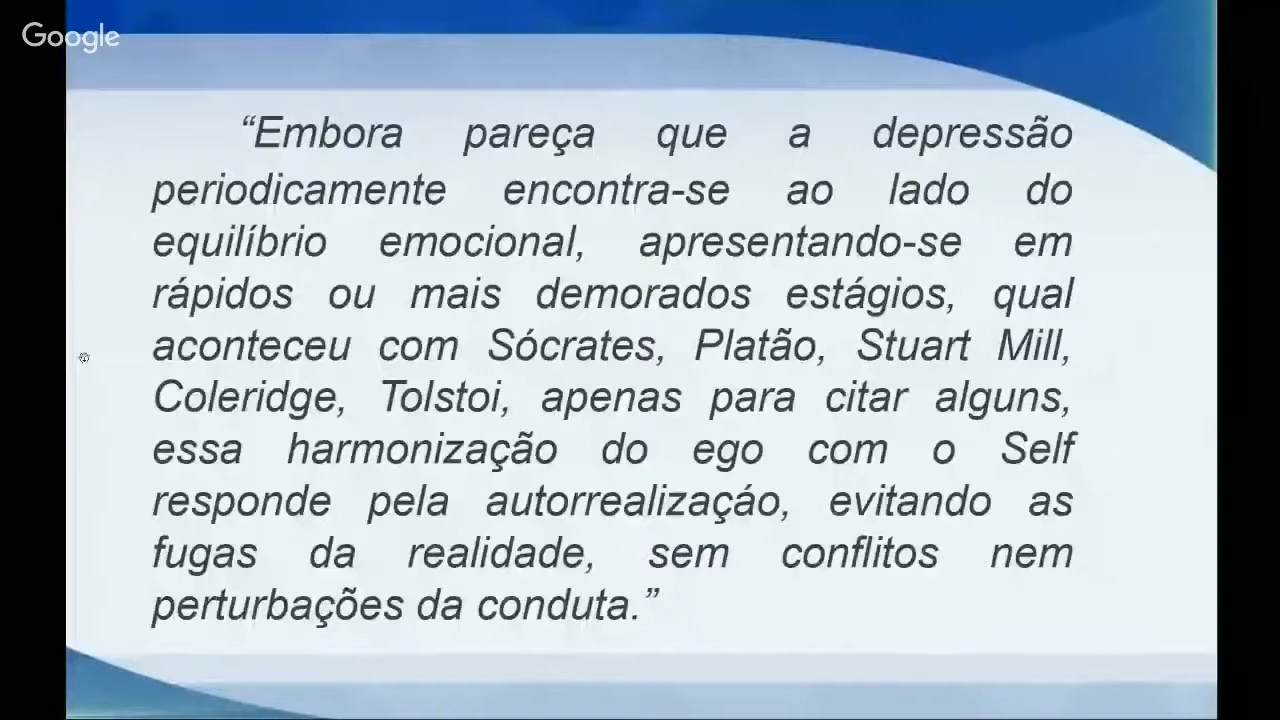 Google
“Embora pareça que a depressão
periodicamente encontra-se ao lado do
equilíbrio emocional, apresentando-se em
rápidos ou mais demorados estágios, qual
aconteceu com Sócrates, Platão, Stuart Mill,
Coleridge, Tolstoi, apenas para citar alguns,
essa harmonização do ego com o Self
responde pela autorrealizaçáo, evitando as
fugas da realidade, sem conflitos nem
perturbações da conduta.”